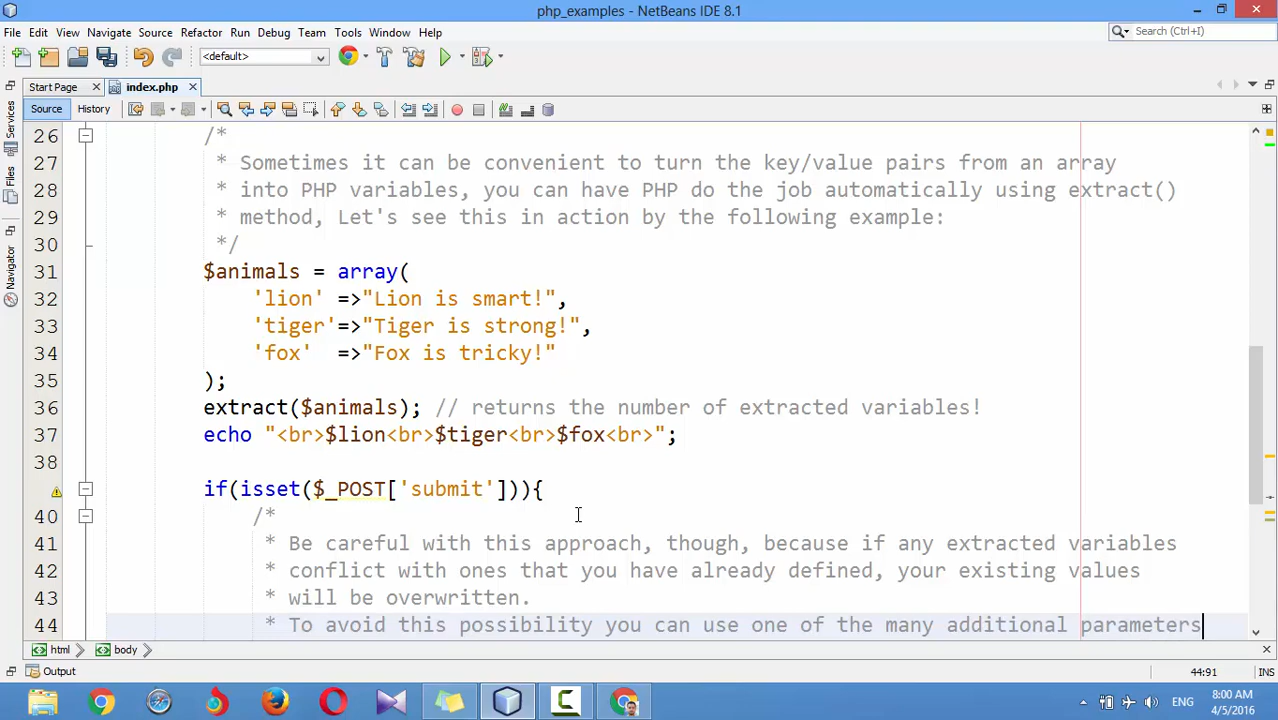 php_examples - NetBeans IDE 8.1
File Edit View Navigate Source Refactor Run Debug Team Tools Window Help
Search (Ctrl+I)
<default>
Start Page
index.php
Source History
Services
Files
Navigator
26 /*
27 * Sometimes it can be convenient to turn the key/value pairs from an array
28 * into PHP variables, you can have PHP do the job automatically using extract()
29 * method, Let's see this in action by the following example:
30 */
31 $animals = array(
32 'lion' =>"Lion is smart!",
33 'tiger'=>"Tiger is strong!",
34 'fox' =>"Fox is tricky!"
35 );
36 extract($animals); // returns the number of extracted variables!
37 echo "<br>$lion<br>$tiger<br>$fox<br>";
38
if(isset($_POST['submit'])){
40 /*
41 * Be careful with this approach, though, because if any extracted variables
42 * conflict with ones that you have already defined, your existing values
43 * will be overwritten.
44 * To avoid this possibility you can use one of the many additional parameters
html body
Output
44:91 INS
ENG
8:00 AM
4/5/2016